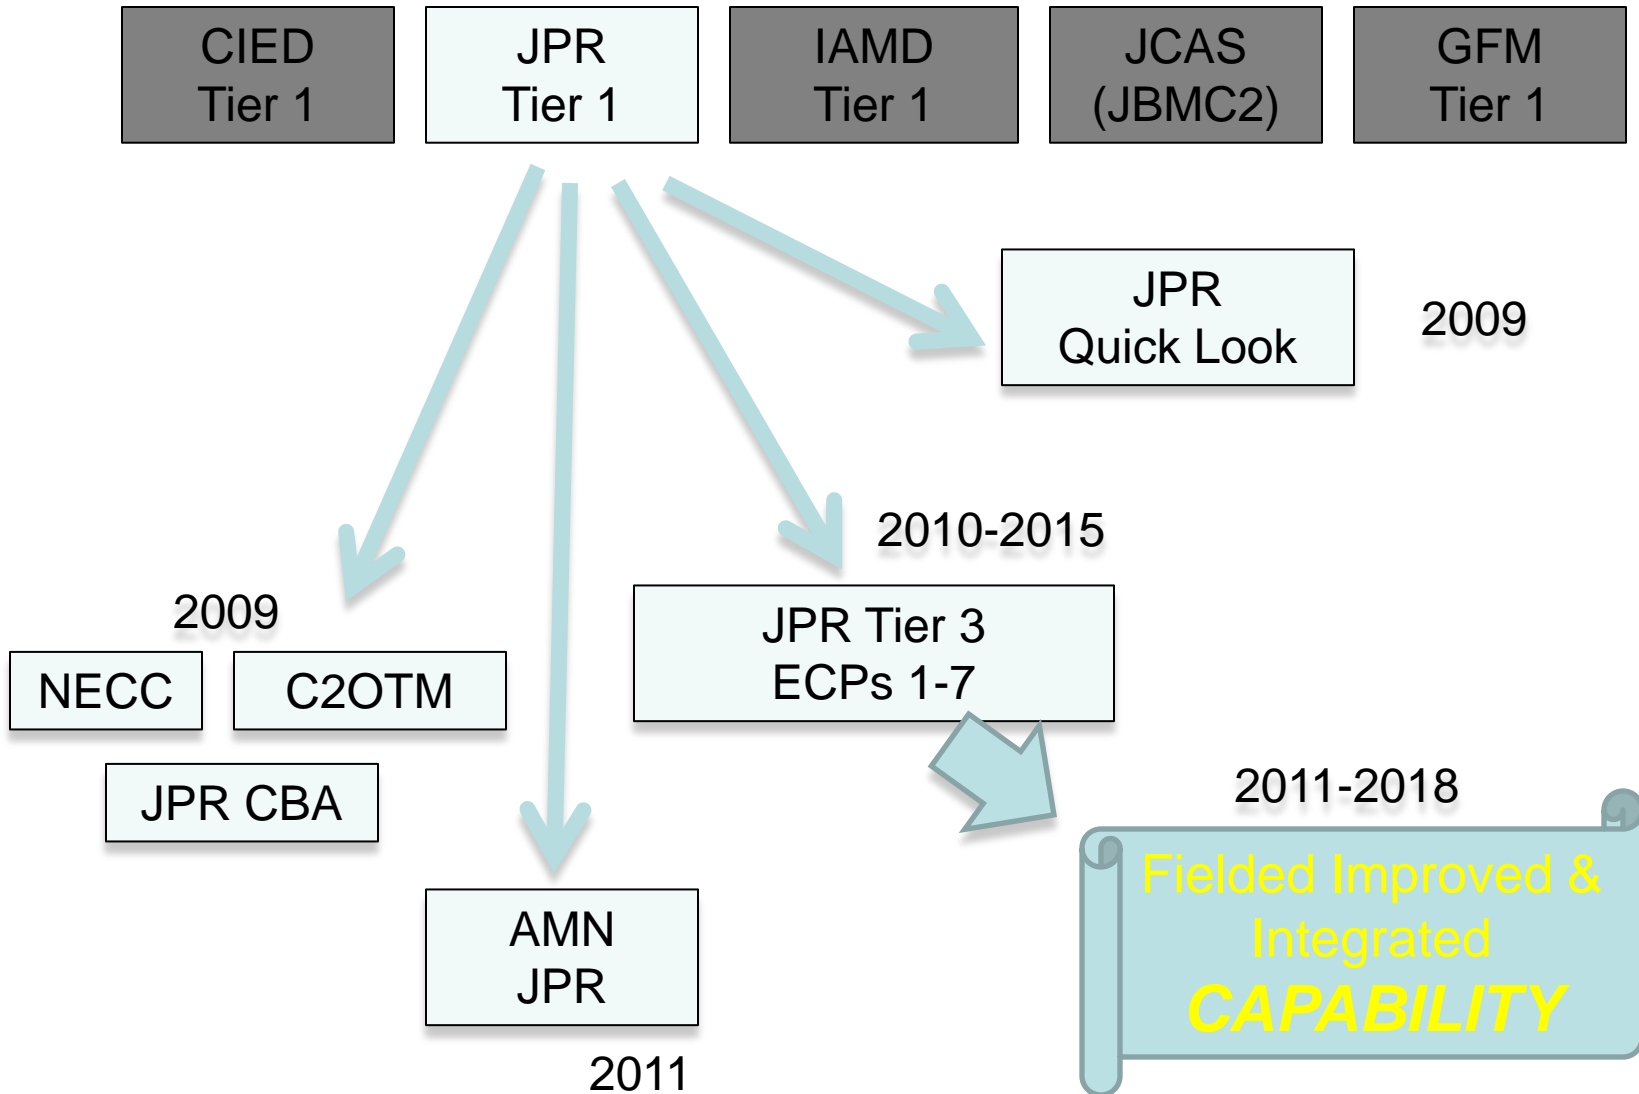 CIED
Tier 1
JPR
Tier 1
IAMD
Tier 1
JCAS
(JBMC2)
GFM
Tier 1
JPR
Quick Look
2009
2010-2015
JPR Tier 3
ECPs 1-7
2009
NECC
C2OTM
JPR CBA
AMN
JPR
2011
2011-2018
Fielded Improved &
Integrated
CAPABILITY